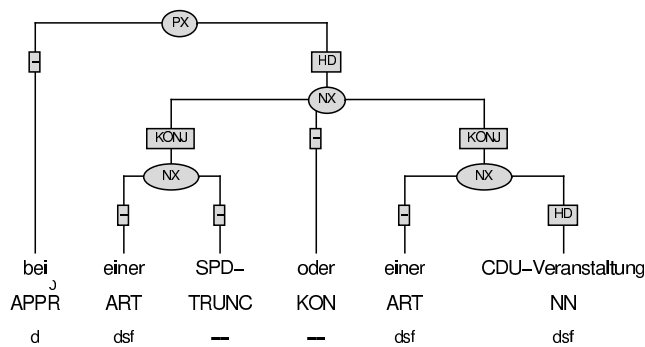 PX
– HD
NX
KONJ – KONJ
NX NX
– – – HD
bei einer SPD– oder einer CDU–Veranstaltung
APPR ART TRUNC KON ART NN
d dsf –– –– dsf dsf